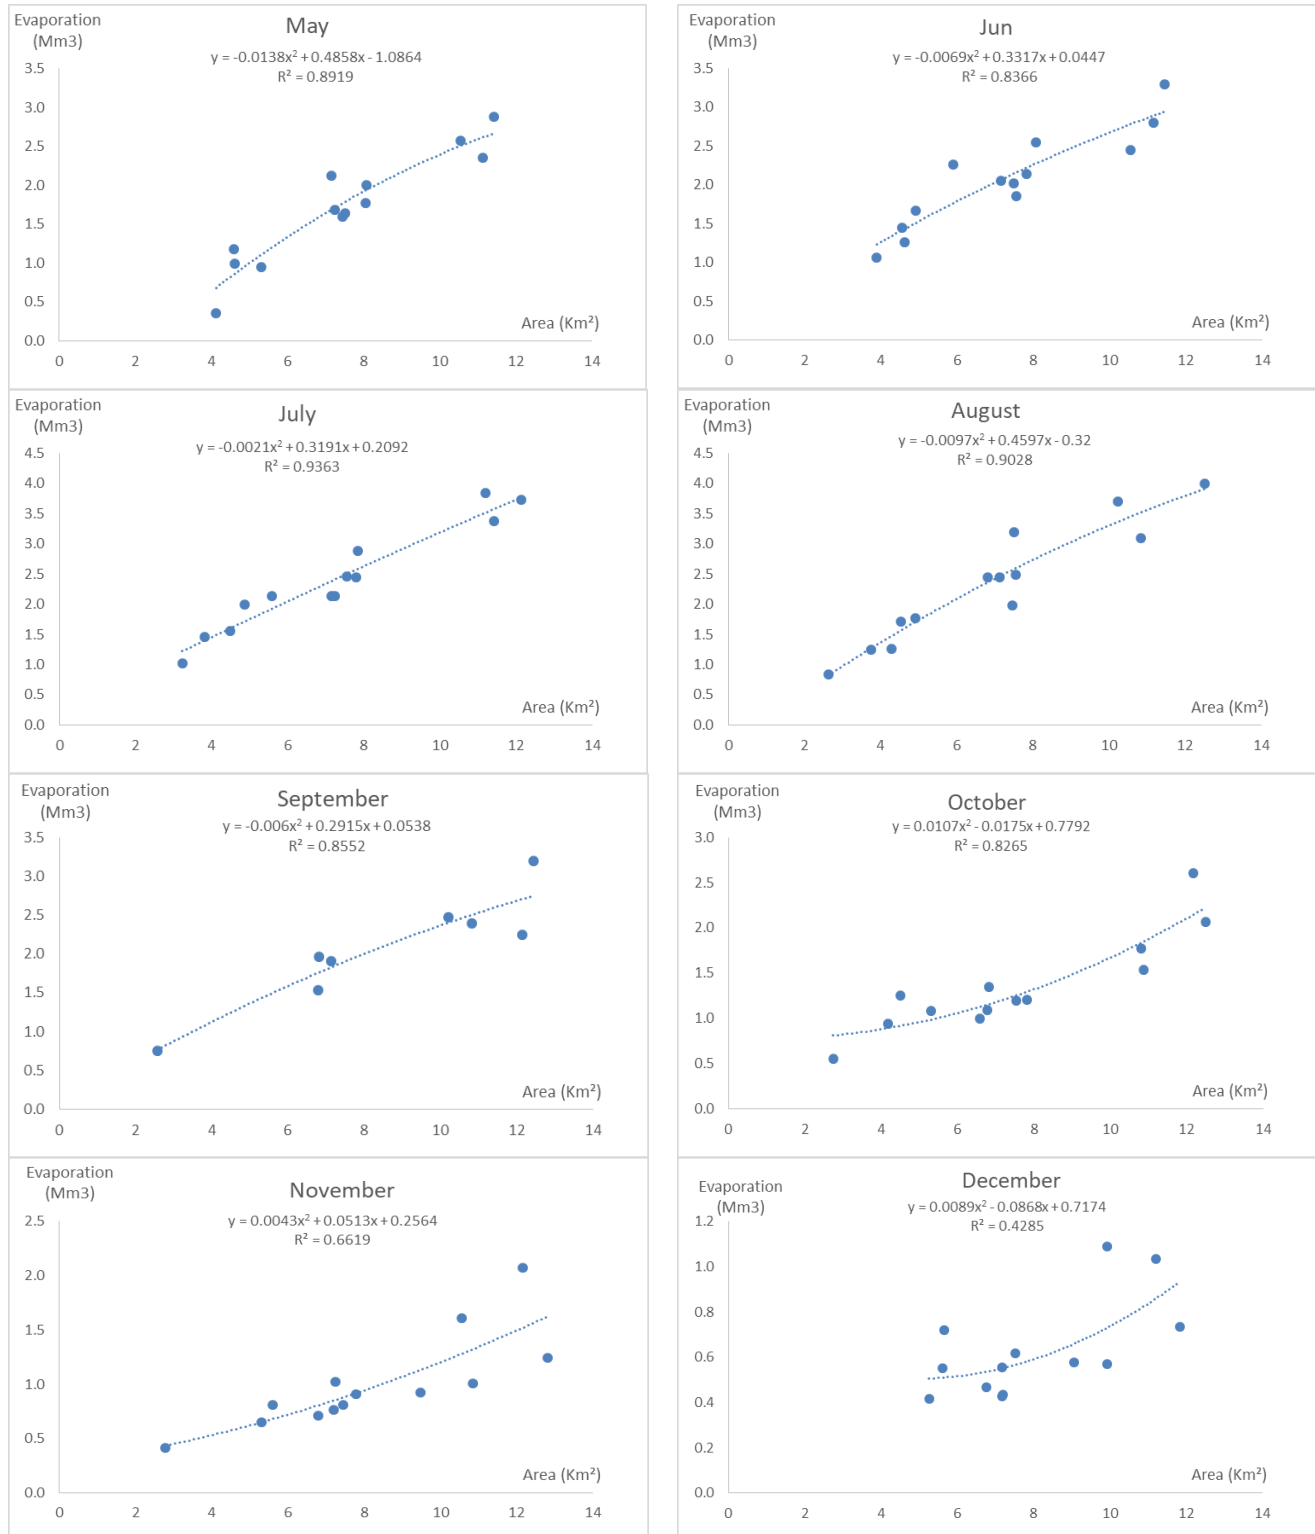 Evaporation
(Mm3)
May
y = -0.0138x² + 0.4858x - 1.0864
R² = 0.8919
3.5
3.0
2.5
2.0
1.5
1.0
0.5
0.0
Area (Km²)
0 2 4 6 8 10 12 14
Evaporation
(Mm3)
Jun
y = -0.0069x² + 0.3317x + 0.0447
R² = 0.8366
3.5
3.0
2.5
2.0
1.5
1.0
0.5
0.0
Area (Km²)
0 2 4 6 8 10 12 14
Evaporation
(Mm3)
July
y = -0.0021x² + 0.3191x + 0.2092
R² = 0.9363
4.5
4.0
3.5
3.0
2.5
2.0
1.5
1.0
0.5
0.0
Area (Km²)
0 2 4 6 8 10 12 14
Evaporation
(Mm3)
August
y = -0.0097x² + 0.4597x - 0.32
R² = 0.9028
4.5
4.0
3.5
3.0
2.5
2.0
1.5
1.0
0.5
0.0
Area (Km²)
0 2 4 6 8 10 12 14
Evaporation
(Mm3)
September
y = -0.006x² + 0.2915x + 0.0538
R² = 0.8552
3.5
3.0
2.5
2.0
1.5
1.0
0.5
0.0
Area (Km²)
0 2 4 6 8 10 12 14
Evaporation
(Mm3)
October
y = 0.0107x² - 0.0175x + 0.7792
R² = 0.8265
3.0
2.5
2.0
1.5
1.0
0.5
0.0
Area (Km²)
0 2 4 6 8 10 12 14
Evaporation
(Mm3)
November
y = 0.0043x² + 0.0513x + 0.2564
R² = 0.6619
2.5
2.0
1.5
1.0
0.5
0.0
Area (Km²)
0 2 4 6 8 10 12 14
Evaporation
(Mm3)
December
y = 0.0089x² - 0.0868x + 0.7174
R² = 0.4285
1.2
1.0
0.8
0.6
0.4
0.2
0.0
Area (Km²)
0 2 4 6 8 10 12 14